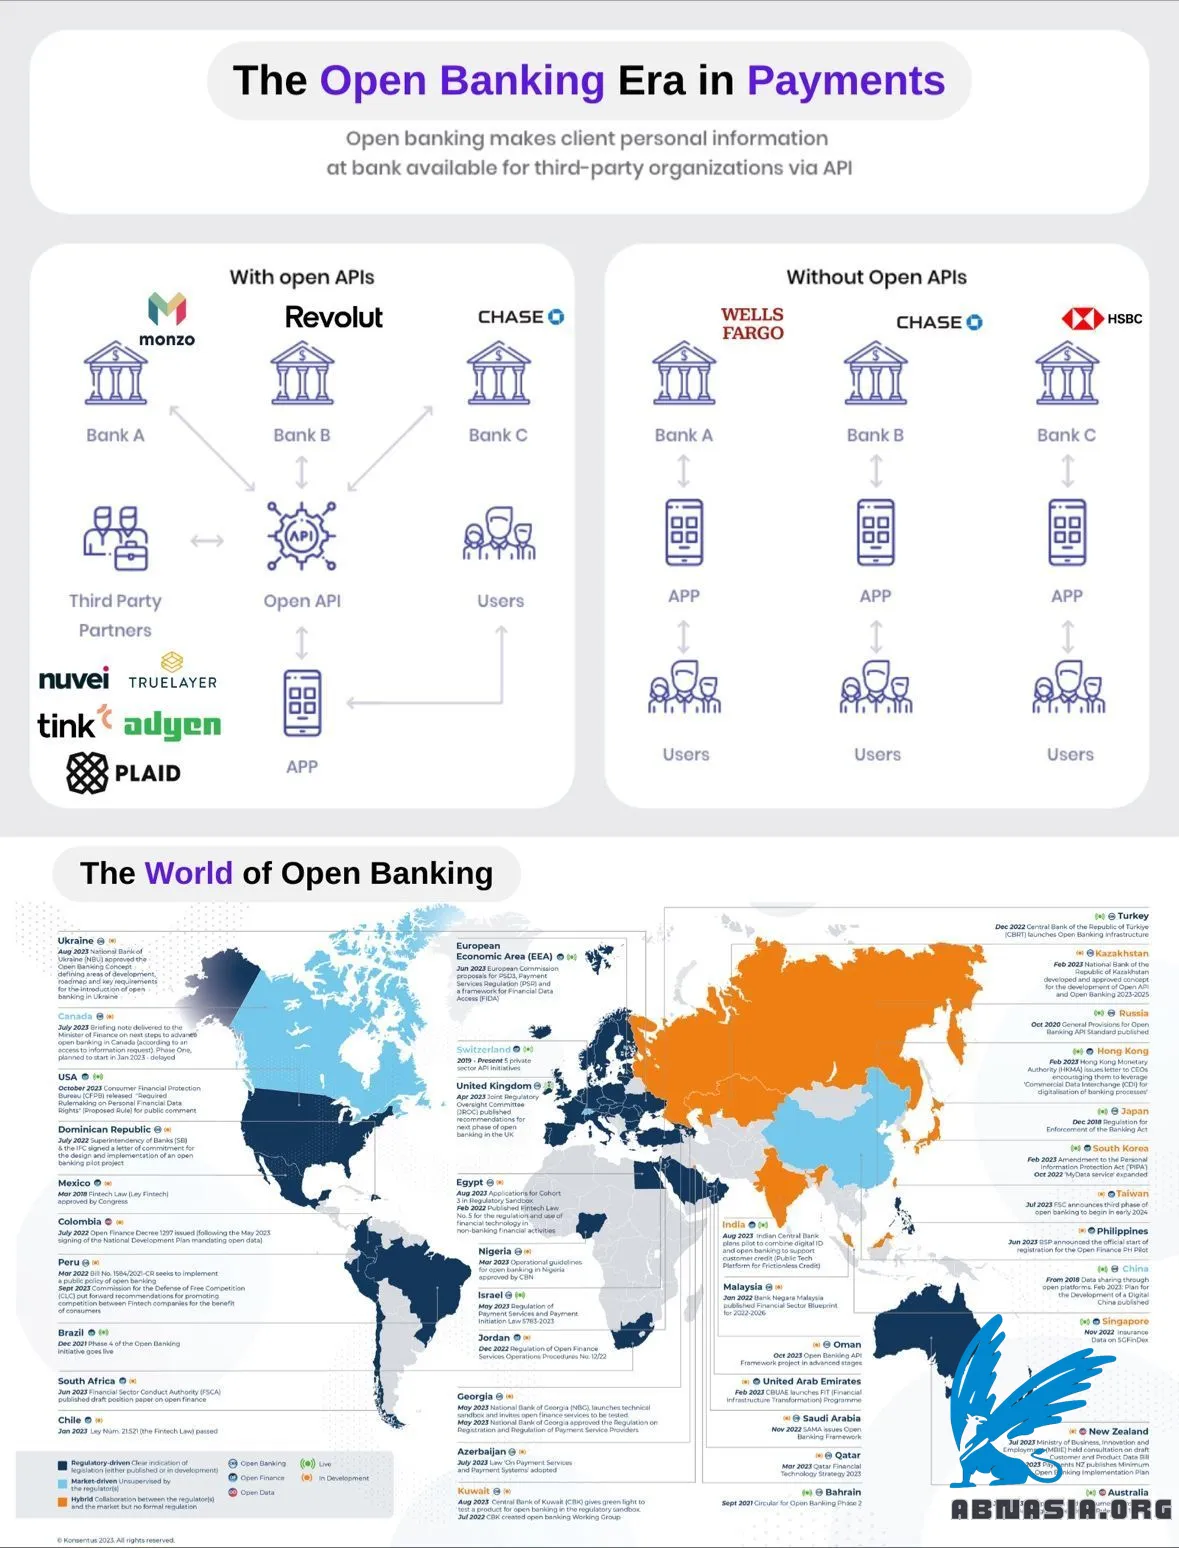 The Open Banking Era in Payments
Open banking makes client personal information
at bank available for third-party organizations via API
With open APIs
monzo
Revolut
CHASE
Bank A
Bank B
Bank C
API
Third Party
Partners
Open API
Users
nuvei
TRUELAYER
tink
adyen
PLAID
APP
Without Open APIs
WELLS
FARGO
CHASE
HSBC
Bank A
Bank B
Bank C
APP
APP
APP
Users
Users
Users
The World of Open Banking
Ukraine
Aug 2023 National Bank of
Ukraine (NBU) approved the
Open Banking Concept
defining areas of development,
roadmap and key requirements
for the introduction of open
banking in Ukraine
Canada
July 2023 Briefing note delivered to the
Minister of Finance on next steps to advance
open banking in Canada (according to an
access to information request). Phase One,
planned to start in Jan 2023 - delayed
USA
October 2023 Consumer Financial Protection
Bureau (CFPB) released "Required
Rulemaking on Personal Financial Data
Rights" (Proposed Rule) for public comment
Dominican Republic
July 2022 Superintendency of Banks (SB)
& the IFC signed a letter of commitment for
the design and implementation of an open
banking pilot project
Mexico
Mar 2018 Fintech Law (Ley Fintech)
approved by Congress
Colombia
July 2022 Open Finance Decree 1297 issued (following the May 2023
signing of the National Development Plan mandating open data)
Peru
Mar 2022 Bill No. 1584/2021-CR seeks to implement
a public policy of open banking
Sept 2023 Commission for the Defense of Free Competition
(CLC) put forward recommendations for promoting
competition between Fintech companies for the benefit
of consumers
Brazil
Dec 2021 Phase 4 of the Open Banking
initiative goes live
South Africa
Jun 2023 Financial Sector Conduct Authority (FSCA)
published draft position paper on open finance
Chile
Jan 2023 Ley Num. 21.521 (the Fintech Law) passed
European
Economic Area (EEA)
Jun 2023 European Commission
proposals for PSD3, Payment
Services Regulation (PSR) and
a framework for Financial Data
Access (FIDA)
Switzerland
2019 - Present 5 private
sector API initiatives
United Kingdom
Apr 2023 Joint Regulatory
Oversight Committee
(JROC) published
recommendations for
next phase of open
banking in the UK
Egypt
Aug 2023 Applications for Cohort
3 in Regulatory Sandbox
Feb 2022 Published Fintech Law
No. 5 for the regulation and use of
financial technology in
non-banking financial activities
Nigeria
Mar 2023 Operational guidelines
for open banking in Nigeria
approved by CBN
Israel
May 2023 Regulation of
Payment Services and Payment
Initiation Law 5783-2023
Jordan
Dec 2022 Regulation of Open Finance
Services Operations Procedures No. 12/22
Georgia
May 2023 National Bank of Georgia (NBG), launches technical
sandbox and invites open finance services to be tested
May 2023 National Bank of Georgia approved the Regulation on
Registration and Regulation of Payment Service Providers
Azerbaijan
July 2023 Law 'On Payment Services
and Payment Systems' adopted
Kuwait
Aug 2023 Central Bank of Kuwait (CBK) gives green light to
test a product for open banking in the regulatory sandbox.
Jul 2022 CBK created open banking Working Group
Turkey
Dec 2022 Central Bank of the Republic of Türkiye
(CBRT) launches Open Banking Infrastructure
Kazakhstan
Feb 2023 National Bank of the
Republic of Kazakhstan
developed and approved concept
for the development of Open API
and Open Banking 2023-2025
Russia
Oct 2020 General Provisions for Open
Banking API Standard published
Hong Kong
Feb 2023 Hong Kong Monetary
Authority (HKMA) issues letter to CEOs
encouraging them to leverage
'Commercial Data Interchange (CDI) for
digitalisation of banking processes'
Japan
Dec 2018 Regulation for
Enforcement of the Banking Act
South Korea
Feb 2023 Amendment to the Personal
Information Protection Act ('PIPA')
Oct 2022 'MyData service' expanded
Taiwan
Jul 2023 FSC announces third phase of
open banking to begin in early 2024
Philippines
Jun 2023 BSP announced the official start of
registration for the Open Finance PH Pilot
China
From 2018 Data sharing through
open platforms. Feb 2023: Plan for
the Development of a Digital
China published
Singapore
Nov 2022 Insurance
Data on SGFinDex
India
Aug 2023 Indian Central Bank
plans pilot to combine digital ID
and open banking to support
customer credit (Public Tech
Platform for Frictionless Credit)
Malaysia
Jan 2022 Bank Negara Malaysia
published Financial Sector Blueprint
for 2022-2026
Oman
Oct 2023 Open Banking API
Framework project in advanced stages
United Arab Emirates
Feb 2023 CBUAE launches FIT (Financial
Infrastructure Transformation) Programme
Saudi Arabia
Nov 2022 SAMA issues Open
Banking Framework
Qatar
Mar 2023 Qatar Financial
Technology Strategy 2023
Bahrain
Sept 2021 Circular for Open Banking Phase 2
New Zealand
Jul 2023 Ministry of Business, Innovation and
Employment (MBIE) held consultation on draft
Customer and Product Data Bill
2023 Payments NZ publishes Minimum
Open Banking Implementation Plan
Australia
ABNASIA.ORG
Regulatory-driven Clear indication of
legislation (either published or in development)
Market-driven Unsupervised by
the regulator(s)
Hybrid Collaboration between the regulator(s)
and the market but no formal regulation
Open Banking
Open Finance
Open Data
Live
In Development
© Konsentus 2023. All rights reserved.